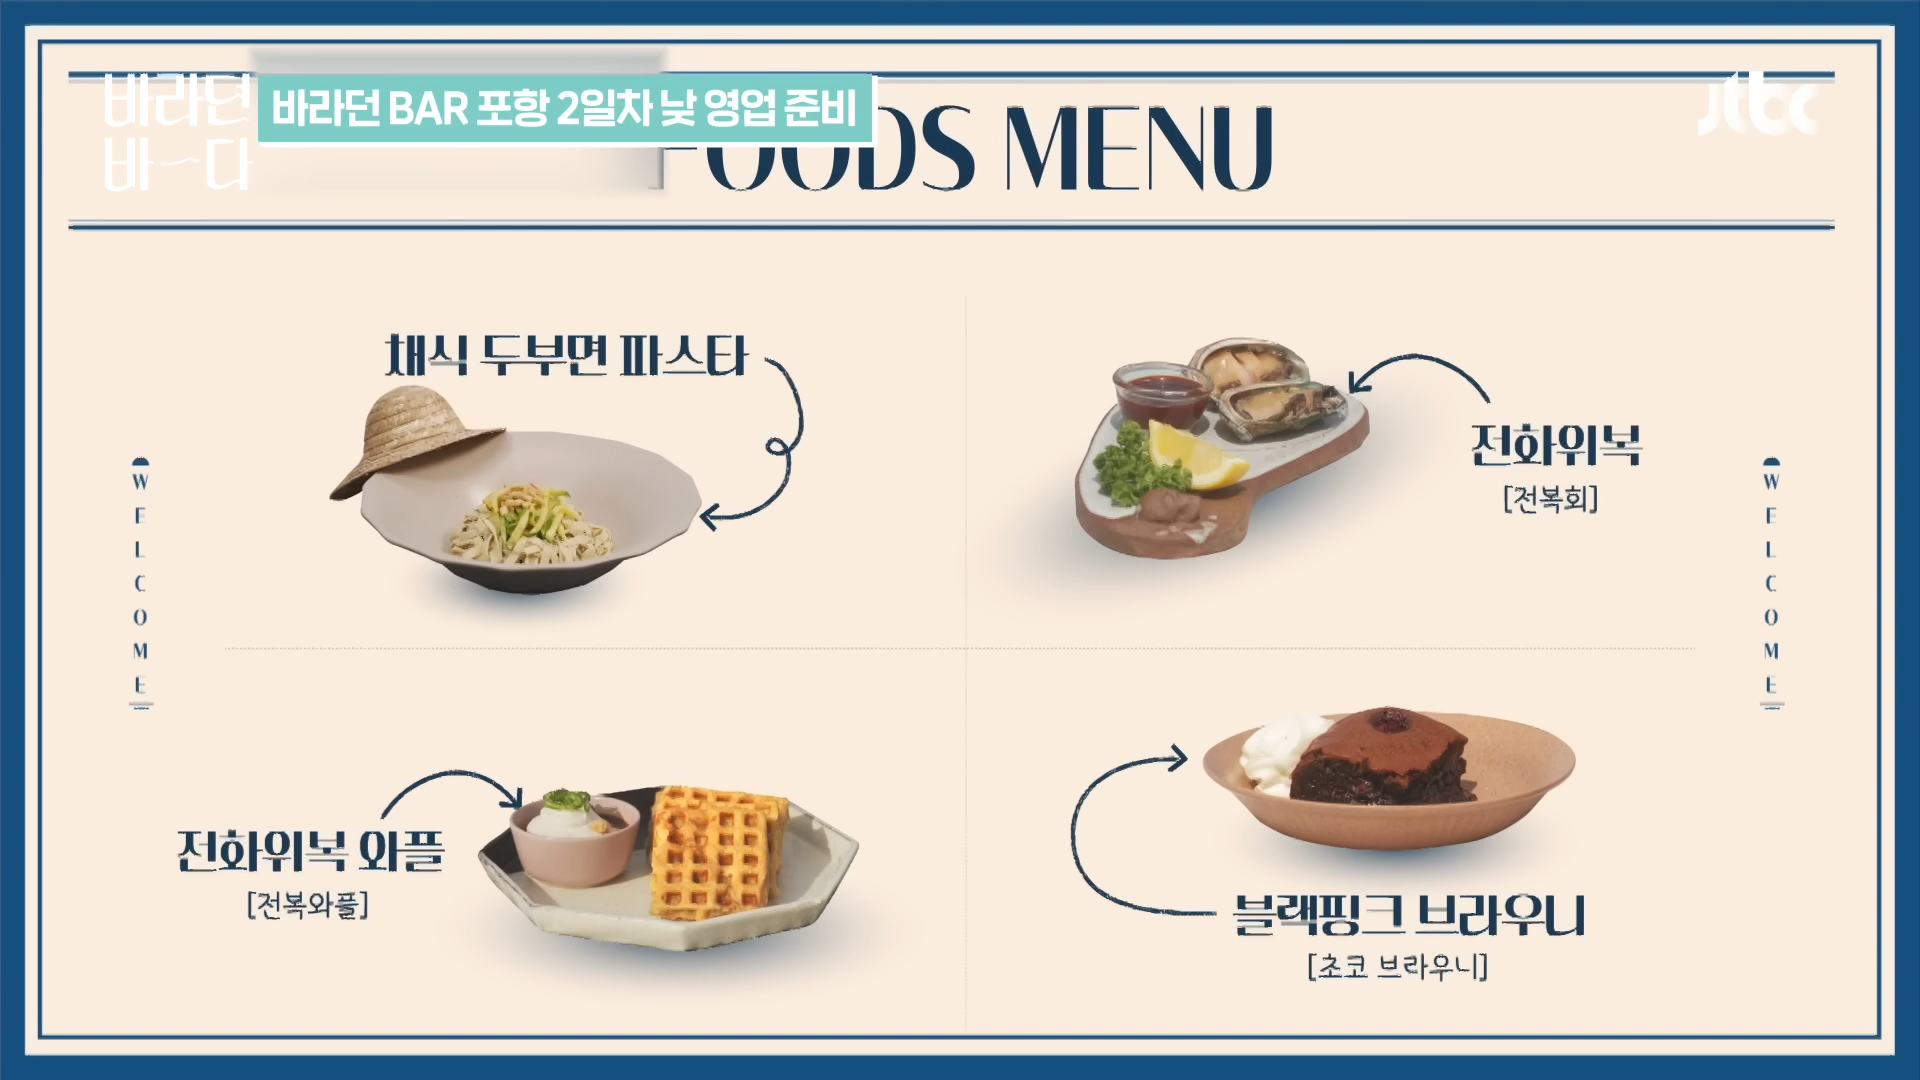 바라던
바다
바라던 BAR 포항 2일차 낮 영업 준비
jtbc
FOODS MENU
채식 두부면 파스타
전화위복
[전복회]
WELCOME
WELCOME
전화위복 와플
[전복와플]
블랙핑크 브라우니
[초코 브라우니]